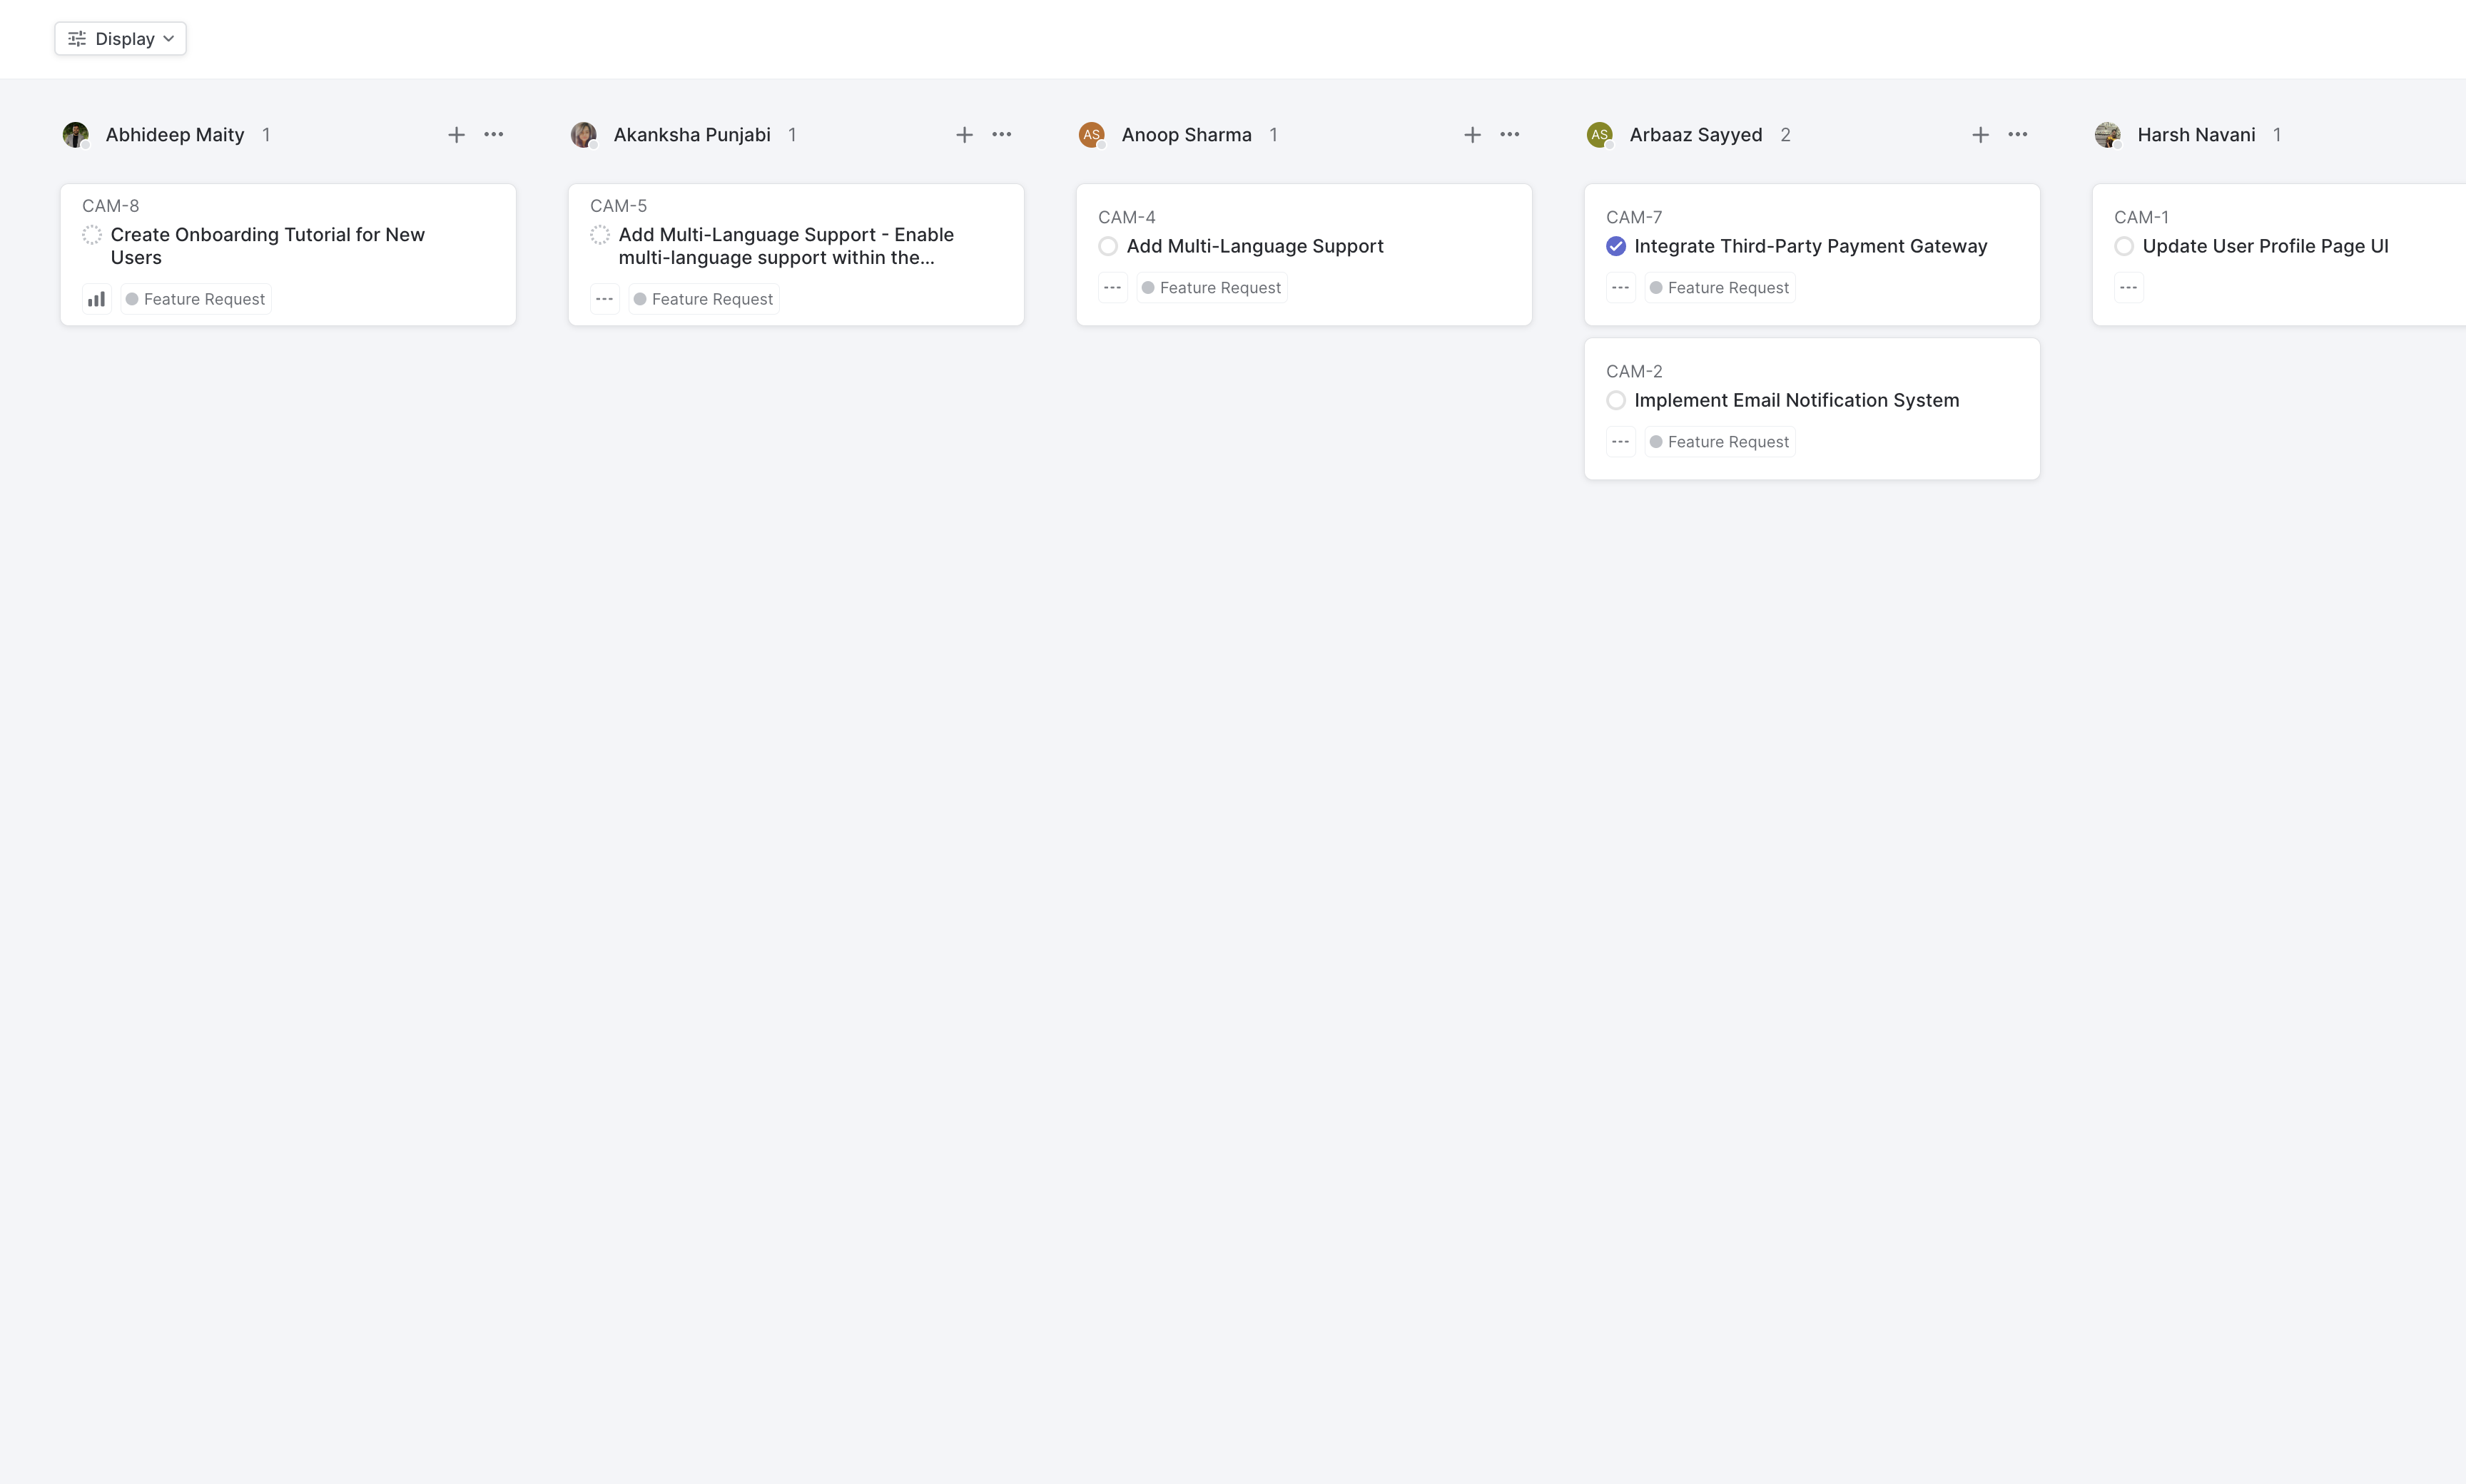 Display
Abhideep Maity 1
CAM-8
Create Onboarding Tutorial for New
Users
Feature Request
Akanksha Punjabi 1
CAM-5
Add Multi-Language Support - Enable
multi-language support within the...
Feature Request
AS Anoop Sharma 1
CAM-4
Add Multi-Language Support
Feature Request
AS Arbaaz Sayyed 2
CAM-7
Integrate Third-Party Payment Gateway
Feature Request
CAM-2
Implement Email Notification System
Feature Request
Harsh Navani 1
CAM-1
Update User Profile Page UI